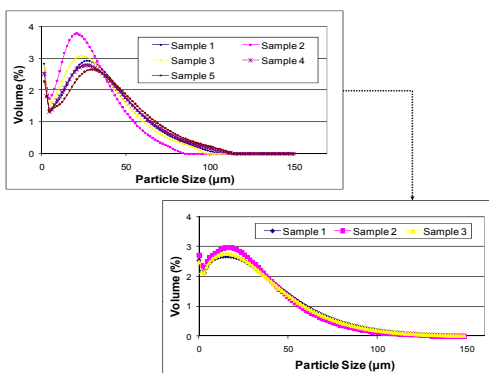 4
3
2
1
0
Volume (%)
Sample 1
Sample 2
Sample 3
Sample 4
Sample 5
0 50 100 150
Particle Size (µm)
4
3
2
1
0
Volume (%)
Sample 1 Sample 2 Sample 3
0 50 100 150
Particle Size (µm)